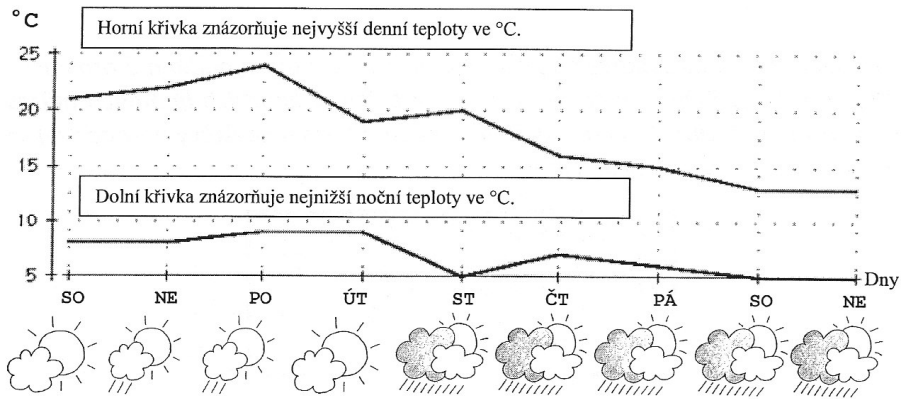 °C
Horní křivka znázorňuje nejvyšší denní teploty ve °C.
25
20
15
Dolní křivka znázorňuje nejnižší noční teploty ve °C.
10
5
Dny
SO NE PO ÚT ST ČT PÁ SO NE